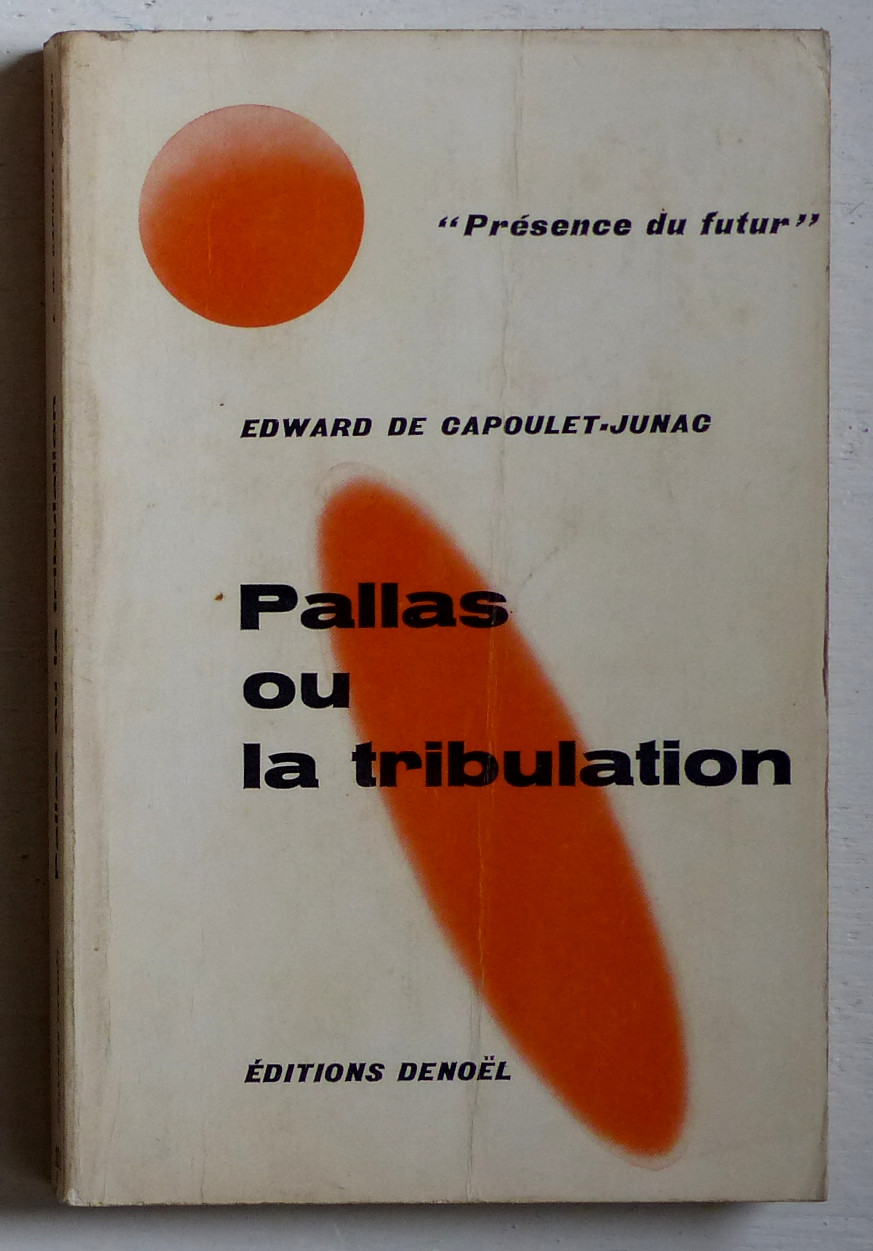 “Présence du futur”
EDWARD DE CAPOULET-JUNAC
Pallas
ou
la tribulation
ÉDITIONS DENOËL